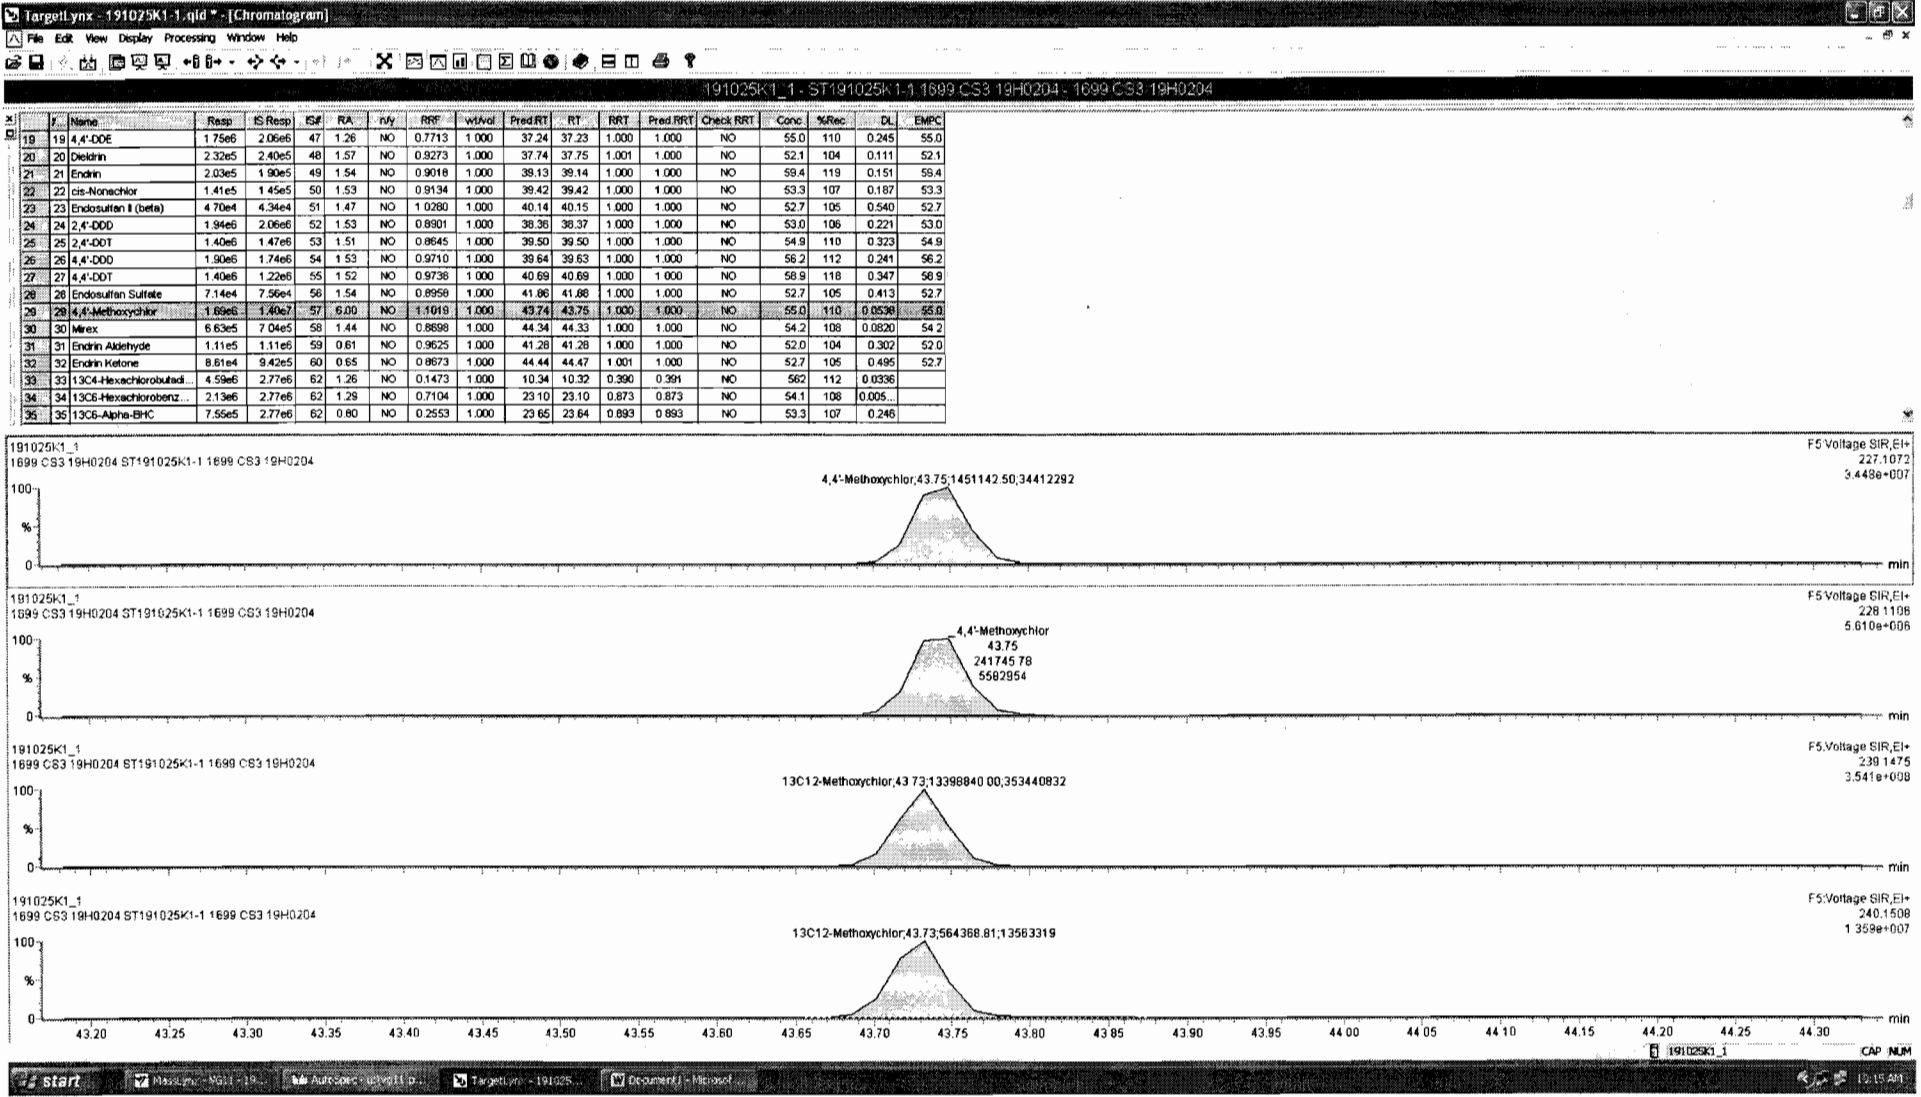 TargetLynx - 191025K1-1.qld * - [Chromatogram]
File Edit View Display Processing Window Help
191025K1_1 - ST191025K1-1 1699 CS3 19H0204 - 1699 CS3 19H0204
Name Resp IS Resp IS# RA n/y RRF wt/vol Pred.RT RT RRT Pred.RRT Check RRT Conc %Rec DL EMPC
19 19 4,4'-DDE 1.75e6 2.06e6 47 1.26 NO 0.7713 1.000 37.24 37.23 1.000 1.000 NO 55.0 110 0.245 55.0
20 20 Dieldrin 2.32e5 2.40e5 48 1.57 NO 0.9273 1.000 37.74 37.75 1.001 1.000 NO 52.1 104 0.111 52.1
21 21 Endrin 2.03e5 1.90e5 49 1.54 NO 0.9018 1.000 39.13 39.14 1.000 1.000 NO 59.4 119 0.151 59.4
22 22 cis-Nonachlor 1.41e5 1.45e5 50 1.53 NO 0.9134 1.000 39.42 39.42 1.000 1.000 NO 53.3 107 0.187 53.3
23 23 Endosulfan II (beta) 4.70e4 4.34e4 51 1.47 NO 1.0280 1.000 40.14 40.15 1.000 1.000 NO 52.7 105 0.540 52.7
24 24 2,4'-DDD 1.94e6 2.06e6 52 1.53 NO 0.8901 1.000 38.36 38.37 1.000 1.000 NO 53.0 106 0.221 53.0
25 25 2,4'-DDT 1.40e6 1.47e6 53 1.51 NO 0.8645 1.000 39.50 39.50 1.000 1.000 NO 54.9 110 0.323 54.9
26 26 4,4'-DDD 1.90e6 1.74e6 54 1.53 NO 0.9710 1.000 39.64 39.63 1.000 1.000 NO 56.2 112 0.241 56.2
27 27 4,4'-DDT 1.40e6 1.22e6 55 1.52 NO 0.9738 1.000 40.69 40.69 1.000 1.000 NO 58.9 118 0.347 58.9
28 28 Endosulfan Sulfate 7.14e4 7.56e4 56 1.54 NO 0.8958 1.000 41.86 41.86 1.000 1.000 NO 52.7 105 0.413 52.7
29 29 4,4'-Methoxychlor 1.69e6 1.40e7 57 6.00 NO 1.1019 1.000 43.74 43.75 1.000 1.000 NO 55.0 110 0.0538 55.0
30 30 Mirex 6.63e5 7.04e5 58 1.44 NO 0.8698 1.000 44.34 44.33 1.000 1.000 NO 54.2 108 0.0820 54.2
31 31 Endrin Aldehyde 1.11e5 1.11e6 59 0.61 NO 0.9625 1.000 41.28 41.28 1.000 1.000 NO 52.0 104 0.302 52.0
32 32 Endrin Ketone 8.61e4 9.42e5 60 0.65 NO 0.8673 1.000 44.44 44.47 1.001 1.000 NO 52.7 105 0.495 52.7
33 33 13C4-Hexachlorobutadi... 4.59e6 2.77e6 62 1.26 NO 0.1473 1.000 10.34 10.32 0.390 0.391 NO 562 112 0.0336
34 34 13C6-Hexachlorobenz... 2.13e6 2.77e6 62 1.29 NO 0.7104 1.000 23.10 23.10 0.873 0.873 NO 54.1 108 0.005...
35 35 13C6-Alpha-BHC 7.55e5 2.77e6 62 0.80 NO 0.2553 1.000 23.65 23.64 0.893 0.893 NO 53.3 107 0.246
191025K1_1
1699 CS3 19H0204 ST191025K1-1 1699 CS3 19H0204
F5:Voltage SIR,EI+
227.1072
3.448e+007
4,4'-Methoxychlor;43.75;1451142.50;34412292
100
%
0
min
191025K1_1
1699 CS3 19H0204 ST191025K1-1 1699 CS3 19H0204
F5:Voltage SIR,EI+
228.1106
5.610e+006
4,4'-Methoxychlor
43.75
241745.78
5582954
100
%
0
min
191025K1_1
1699 CS3 19H0204 ST191025K1-1 1699 CS3 19H0204
F5:Voltage SIR,EI+
239.1475
3.541e+008
13C12-Methoxychlor;43.73;13398840.00;353440832
100
%
0
min
191025K1_1
1699 CS3 19H0204 ST191025K1-1 1699 CS3 19H0204
F5:Voltage SIR,EI+
240.1508
1.359e+007
13C12-Methoxychlor;43.73;564368.81;13563319
100
%
0
min
43.20 43.25 43.30 43.35 43.40 43.45 43.50 43.55 43.60 43.65 43.70 43.75 43.80 43.85 43.90 43.95 44.00 44.05 44.10 44.15 44.20 44.25 44.30
191025K1_1 CAP NUM
start MassLynx - VG11 - 19... TargetLynx - 191025... Document1 - Microsof... 10:15 AM